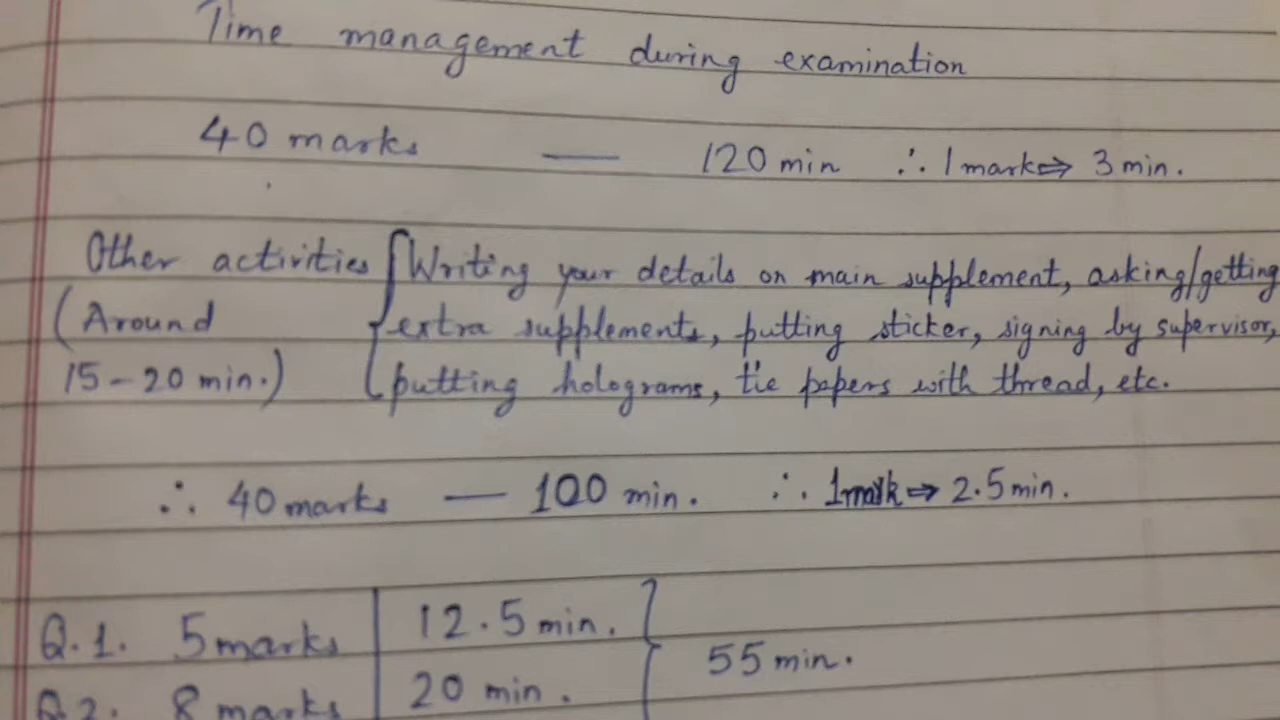 Time management during examination
40 marks — 120 min ∴ 1 mark ⇒ 3 min.
Other activities { Writing your details on main supplement, asking/getting
(Around extra supplements, putting sticker, signing by supervisor,
15-20 min.) putting holograms, tie papers with thread, etc.
∴ 40 marks — 100 min. ∴ 1 mark ⇒ 2.5 min.
Q.1. 5 marks | 12.5 min. }
55 min.
Q.2. 8 marks | 20 min.